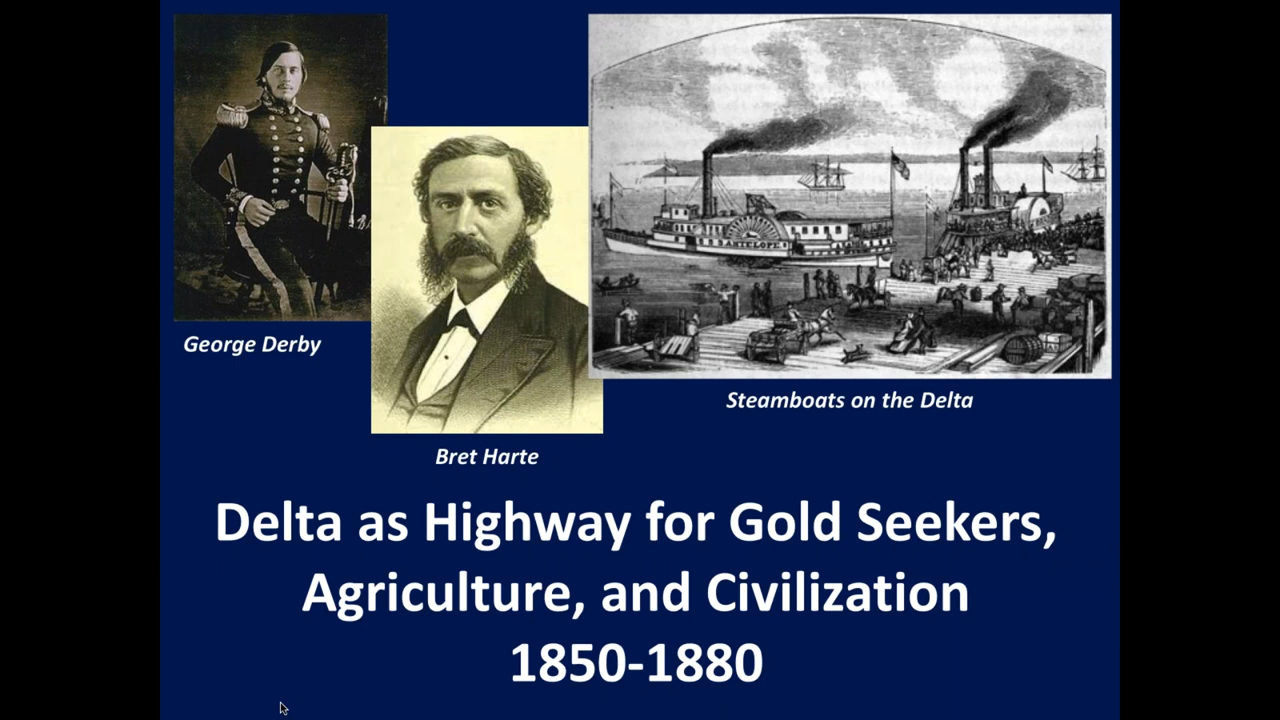 ANTELOPE
George Derby
Steamboats on the Delta
Bret Harte
Delta as Highway for Gold Seekers,
Agriculture, and Civilization
1850-1880